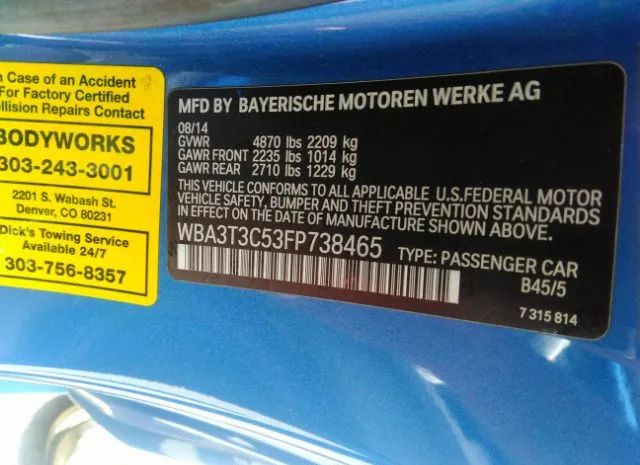 In Case of an Accident
For Factory Certified
Collision Repairs Contact
BODYWORKS
303-243-3001
2201 S. Wabash St.
Denver, CO 80231
Dick's Towing Service
Available 24/7
303-756-8357
MFD BY BAYERISCHE MOTOREN WERKE AG
08/14
GVWR 4870 lbs 2209 kg
GAWR FRONT 2235 lbs 1014 kg
GAWR REAR 2710 lbs 1229 kg
THIS VEHICLE CONFORMS TO ALL APPLICABLE U.S.FEDERAL MOTOR
VEHICLE SAFETY, BUMPER AND THEFT PREVENTION STANDARDS
IN EFFECT ON THE DATE OF MANUFACTURE SHOWN ABOVE.
WBA3T3C53FP738465
TYPE: PASSENGER CAR
B45/5
7 315 814